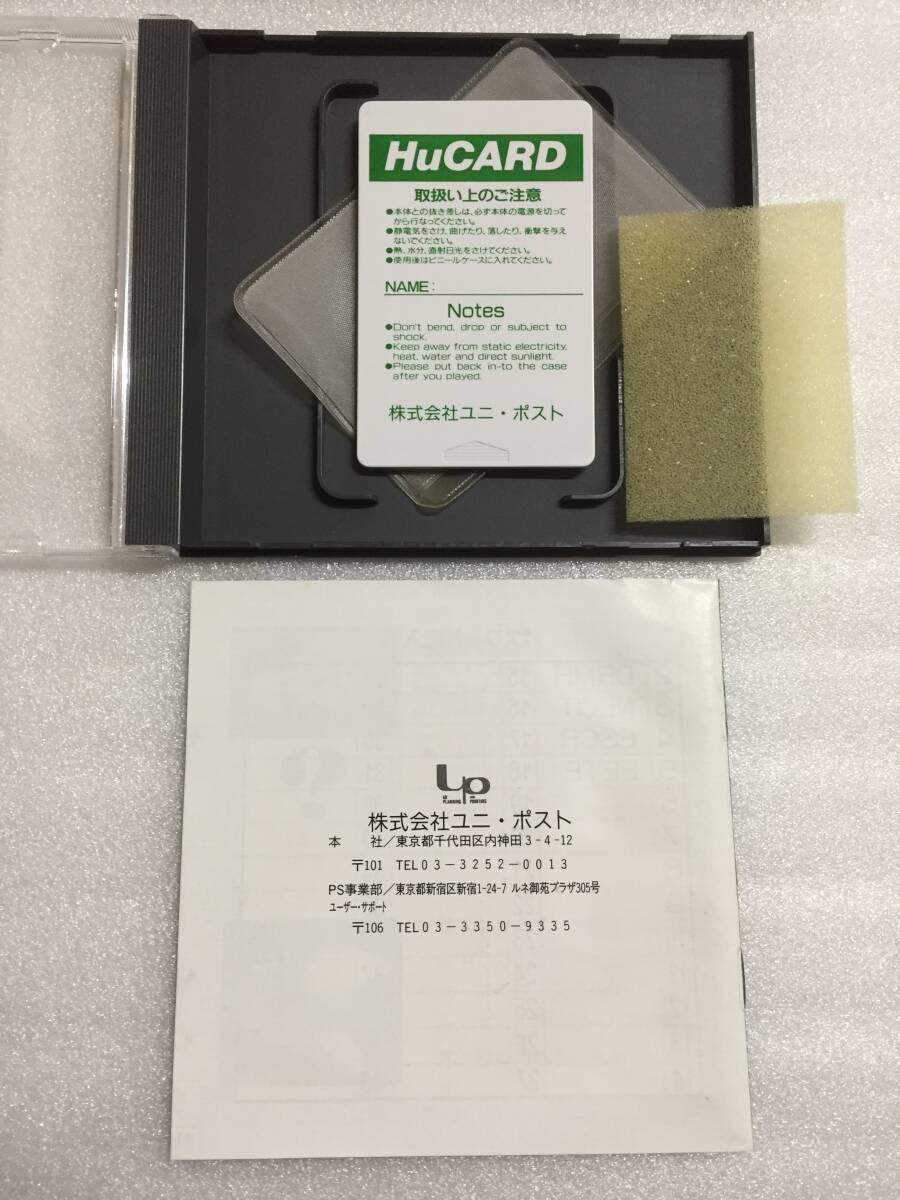 HuCARD
取扱い上のご注意
●本体との抜き差しは、必ず本体の電源を切って
から行なってください。
●静電気をさけ、曲げたり、落したり、衝撃を与え
ないでください。
●熱、水分、直射日光をさけてください。
●使用後はビニールケースに入れてください。
NAME:
Notes
●Don't bend, drop or subject to
shock.
●Keep away from static electricity,
heat, water and direct sunlight.
●Please put back in-to the case
after you played.
株式会社ユニ・ポスト
Up
PLANNING PRINTING
株式会社ユニ・ポスト
本 社/東京都千代田区内神田3-4-12
〒101 TEL03-3252-0013
PS事業部/東京都新宿区新宿1-24-7 ルネ御苑プラザ305号
ユーザー・サポート
〒106 TEL03-3350-9335